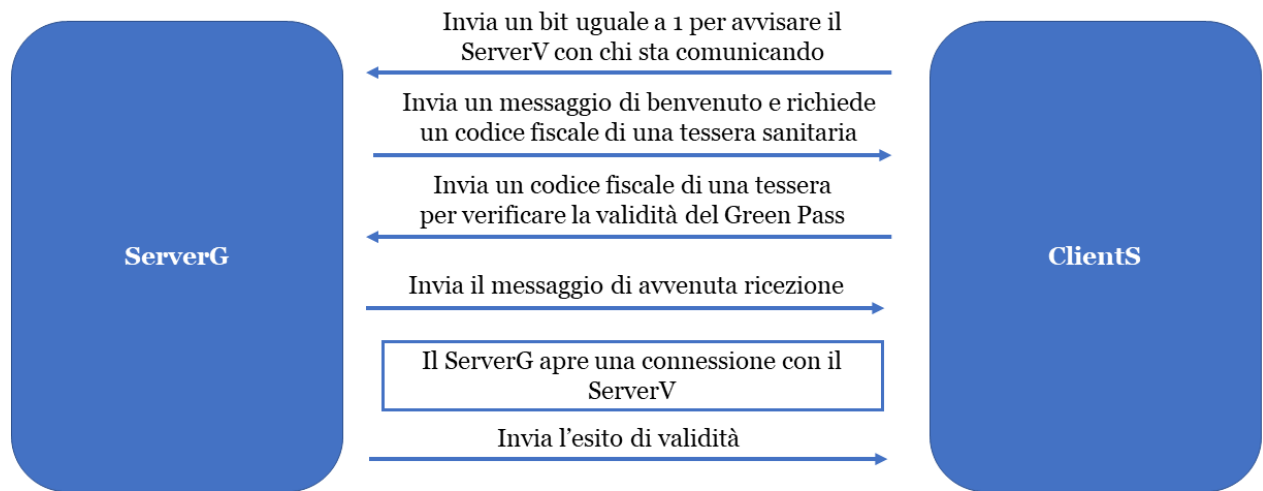 Invia un bit uguale a 1 per avvisare il
ServerV con chi sta comunicando
Invia un messaggio di benvenuto e richiede
un codice fiscale di una tessera sanitaria
Invia un codice fiscale di una tessera
per verificare la validità del Green Pass
ServerG
ClientS
Invia il messaggio di avvenuta ricezione
Il ServerG apre una connessione con il
ServerV
Invia l'esito di validità